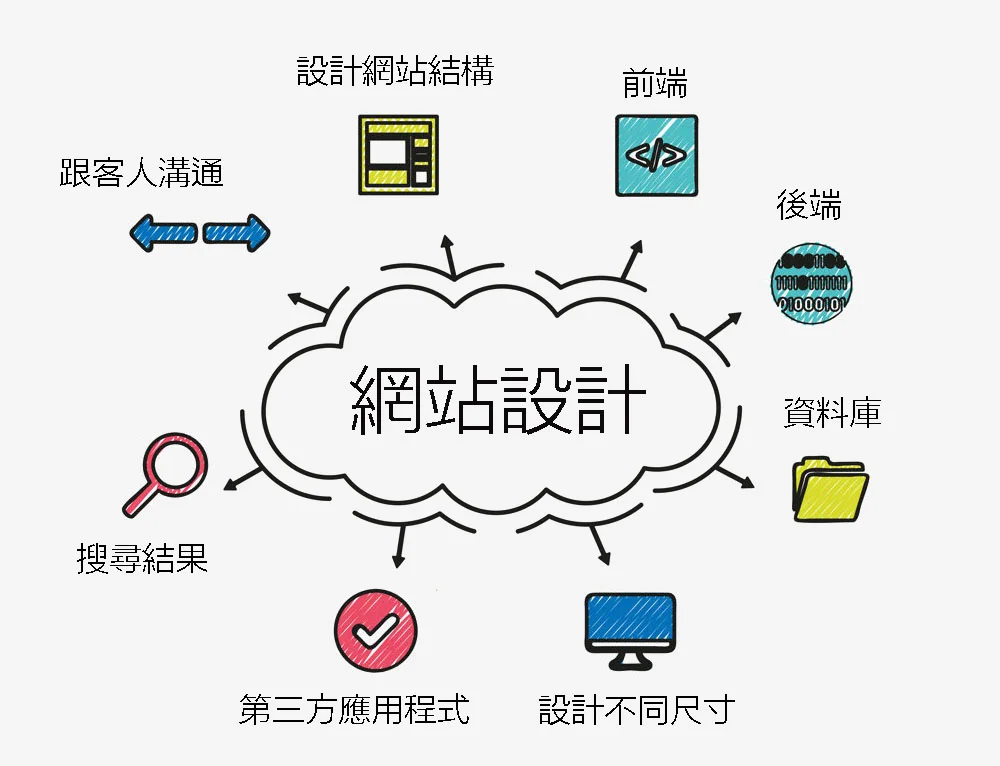 設計網站結構
前端
跟客人溝通
後端
網站設計
資料庫
搜尋結果
第三方應用程式
設計不同尺寸